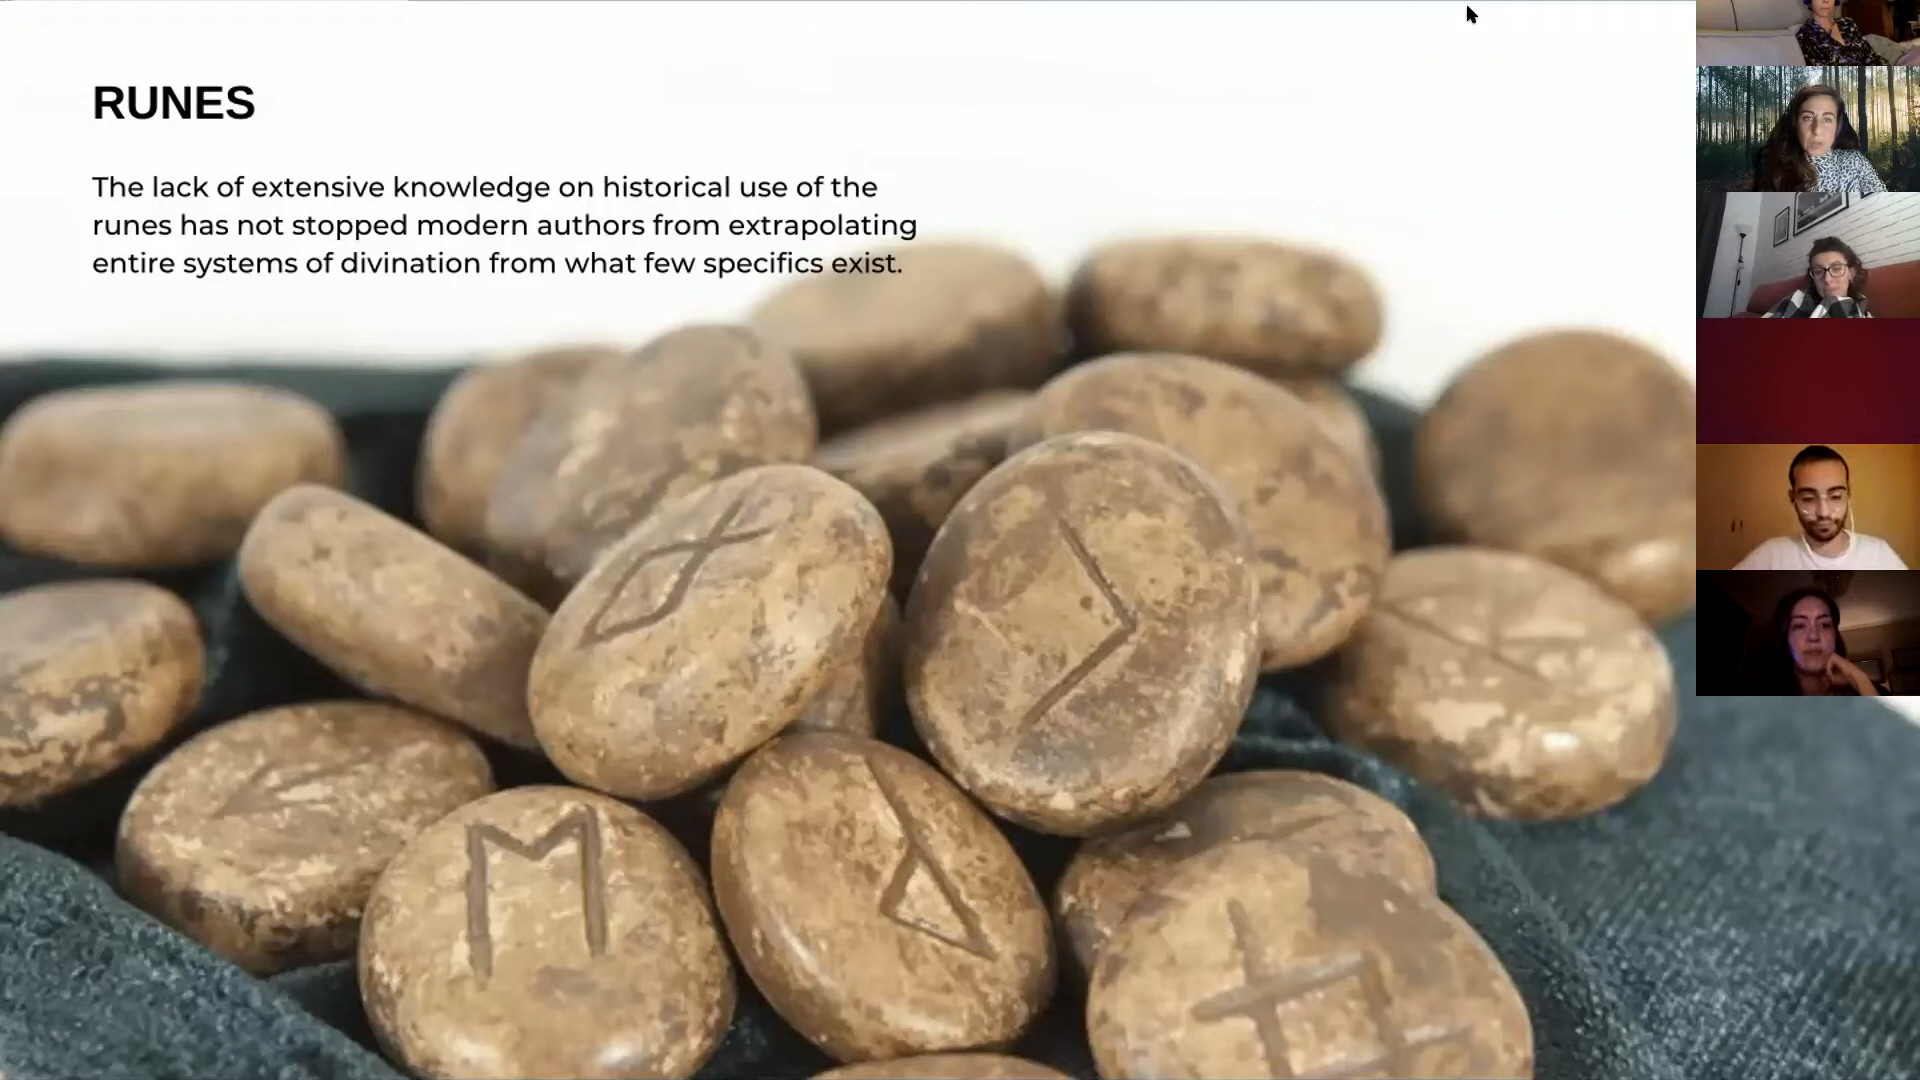 RUNES
The lack of extensive knowledge on historical use of the
runes has not stopped modern authors from extrapolating
entire systems of divination from what few specifics exist.